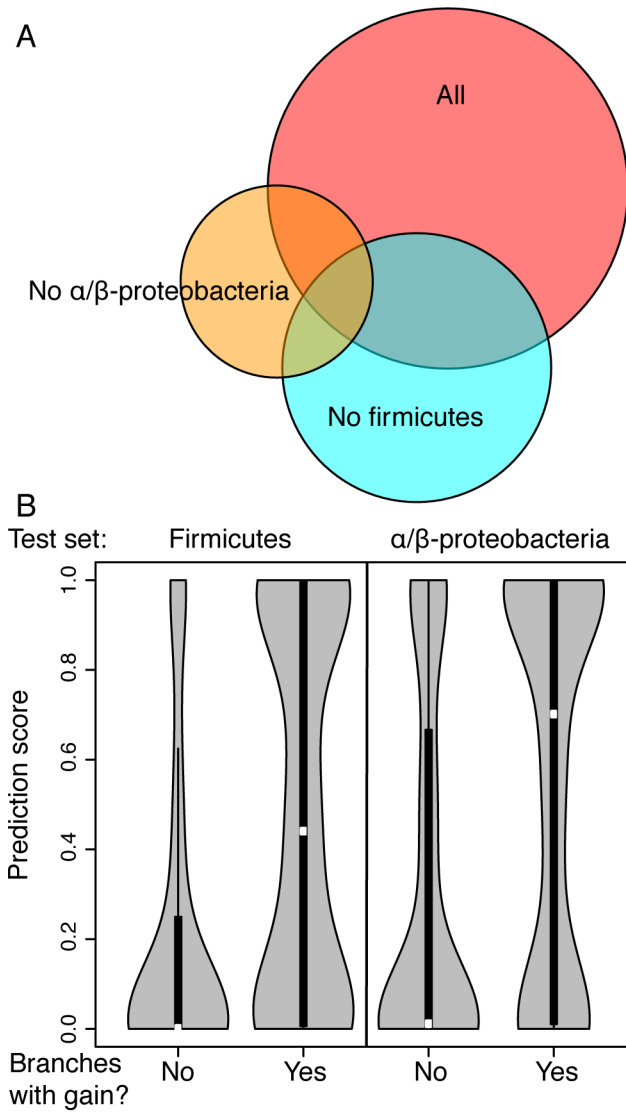 A
All
No α/β-proteobacteria
No firmicutes
B
Test set: Firmicutes α/β-proteobacteria
1.0
0.8
0.6
0.4
0.2
0.0
Prediction score
Branches with gain? No Yes No Yes